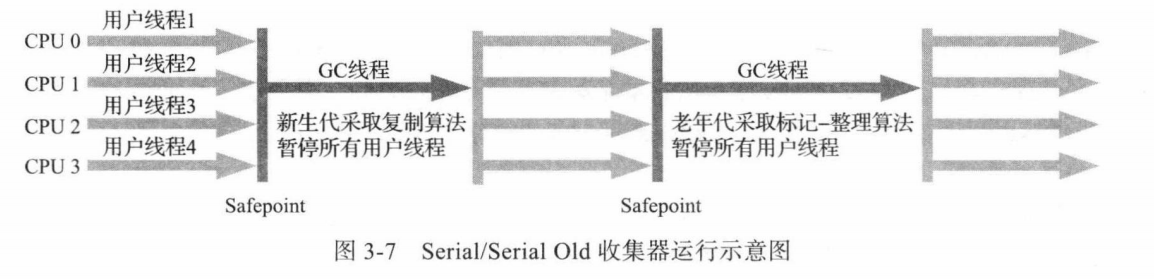 用户线程1
CPU 0
用户线程2
CPU 1
用户线程3
CPU 2
用户线程4
CPU 3
GC线程
新生代采取复制算法
暂停所有用户线程
GC线程
老年代采取标记-整理算法
暂停所有用户线程
Safepoint
Safepoint
图 3-7 Serial/Serial Old 收集器运行示意图